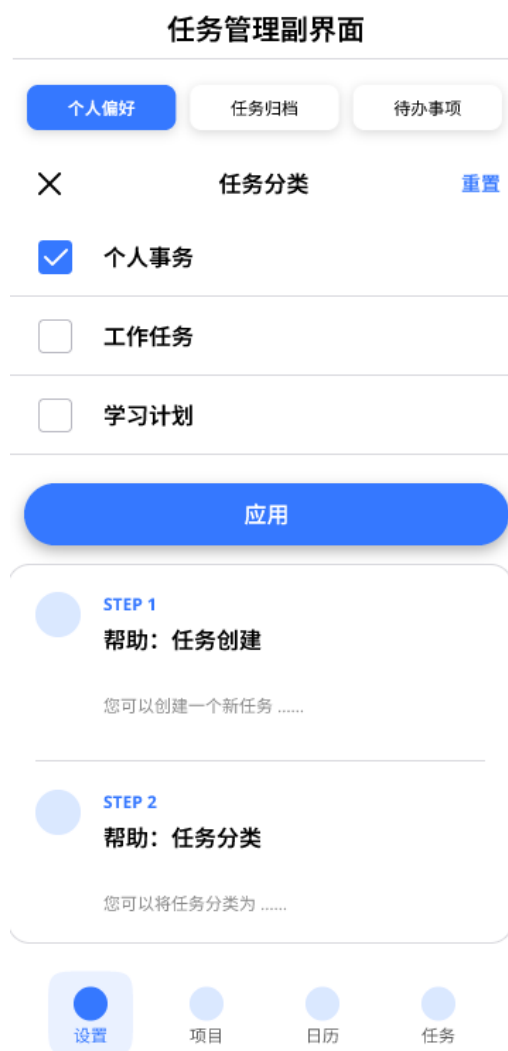 任务管理副界面
个人偏好 任务归档 待办事项
任务分类 重置
个人事务
工作任务
学习计划
应用
STEP 1
帮助：任务创建
您可以创建一个新任务 ......
STEP 2
帮助：任务分类
您可以将任务分类为 ......
设置 项目 日历 任务